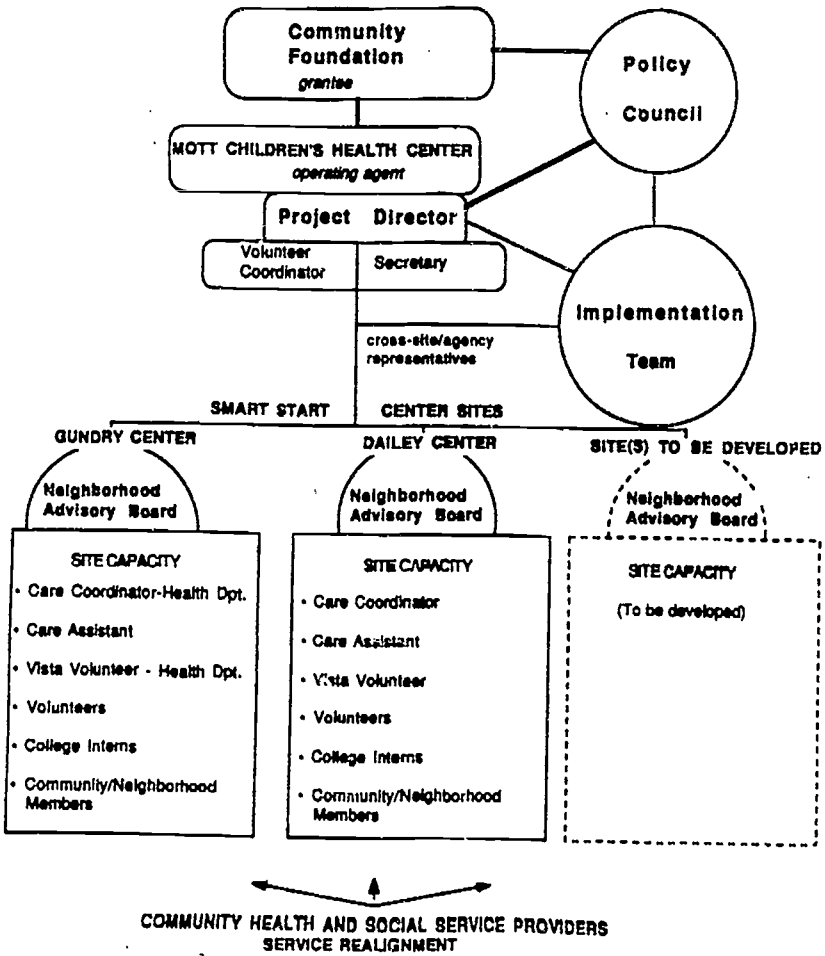 Community
Foundation
grantee
Policy
Council
MOTT CHILDREN'S HEALTH CENTER
operating agent
Project Director
Volunteer
Coordinator
Secretary
Implementation
Team
cross-site/agency
representatives
SMART START CENTER SITES
GUNDRY CENTER
Neighborhood
Advisory Board
SITE CAPACITY
• Care Coordinator-Health Dpt.
• Care Assistant
• Vista Volunteer - Health Dpt.
• Volunteers
• College Interns
• Community/Neighborhood
Members
DAILEY CENTER
Neighborhood
Advisory Board
SITE CAPACITY
• Care Coordinator
• Care Assistant
• Vista Volunteer
• Volunteers
• College Interns
• Community/Neighborhood
Members
SITE(S) TO BE DEVELOPED
Neighborhood
Advisory Board
SITE CAPACITY
(To be developed)
COMMUNITY HEALTH AND SOCIAL SERVICE PROVIDERS
SERVICE REALIGNMENT